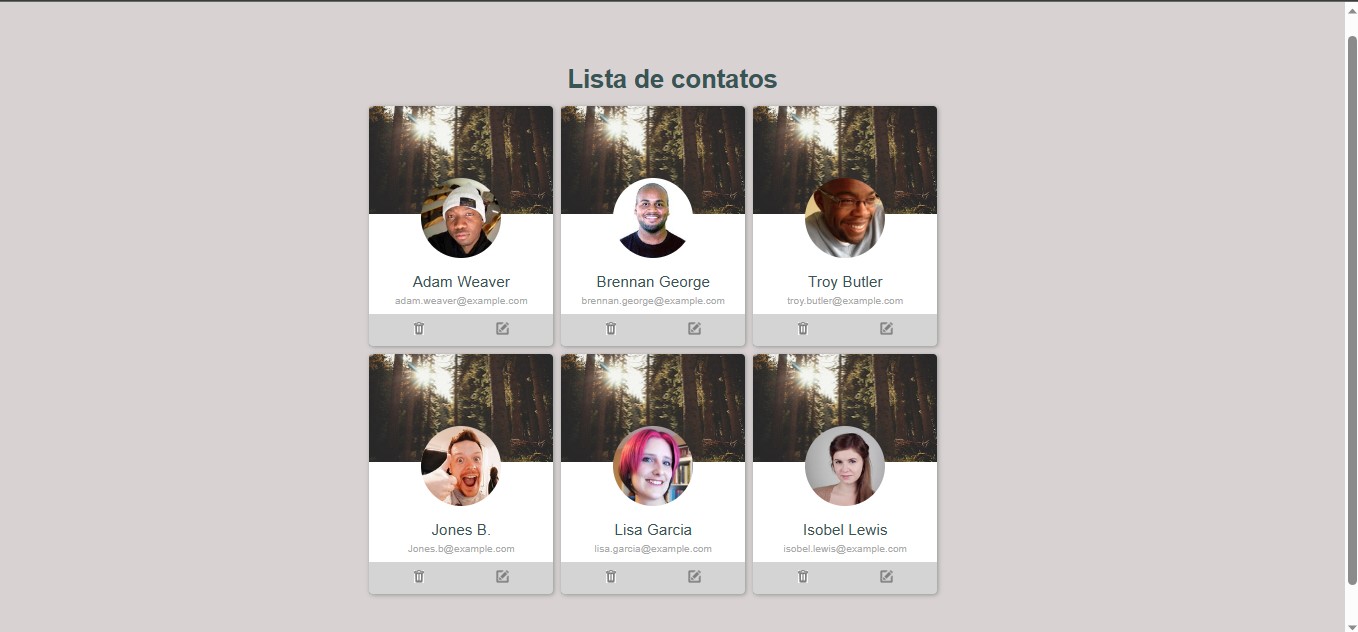 Lista de contatos
Adam Weaver
adam.weaver@example.com
Brennan George
brennan.george@example.com
Troy Butler
troy.butler@example.com
Jones B.
Jones.b@example.com
Lisa Garcia
lisa.garcia@example.com
Isobel Lewis
isobel.lewis@example.com